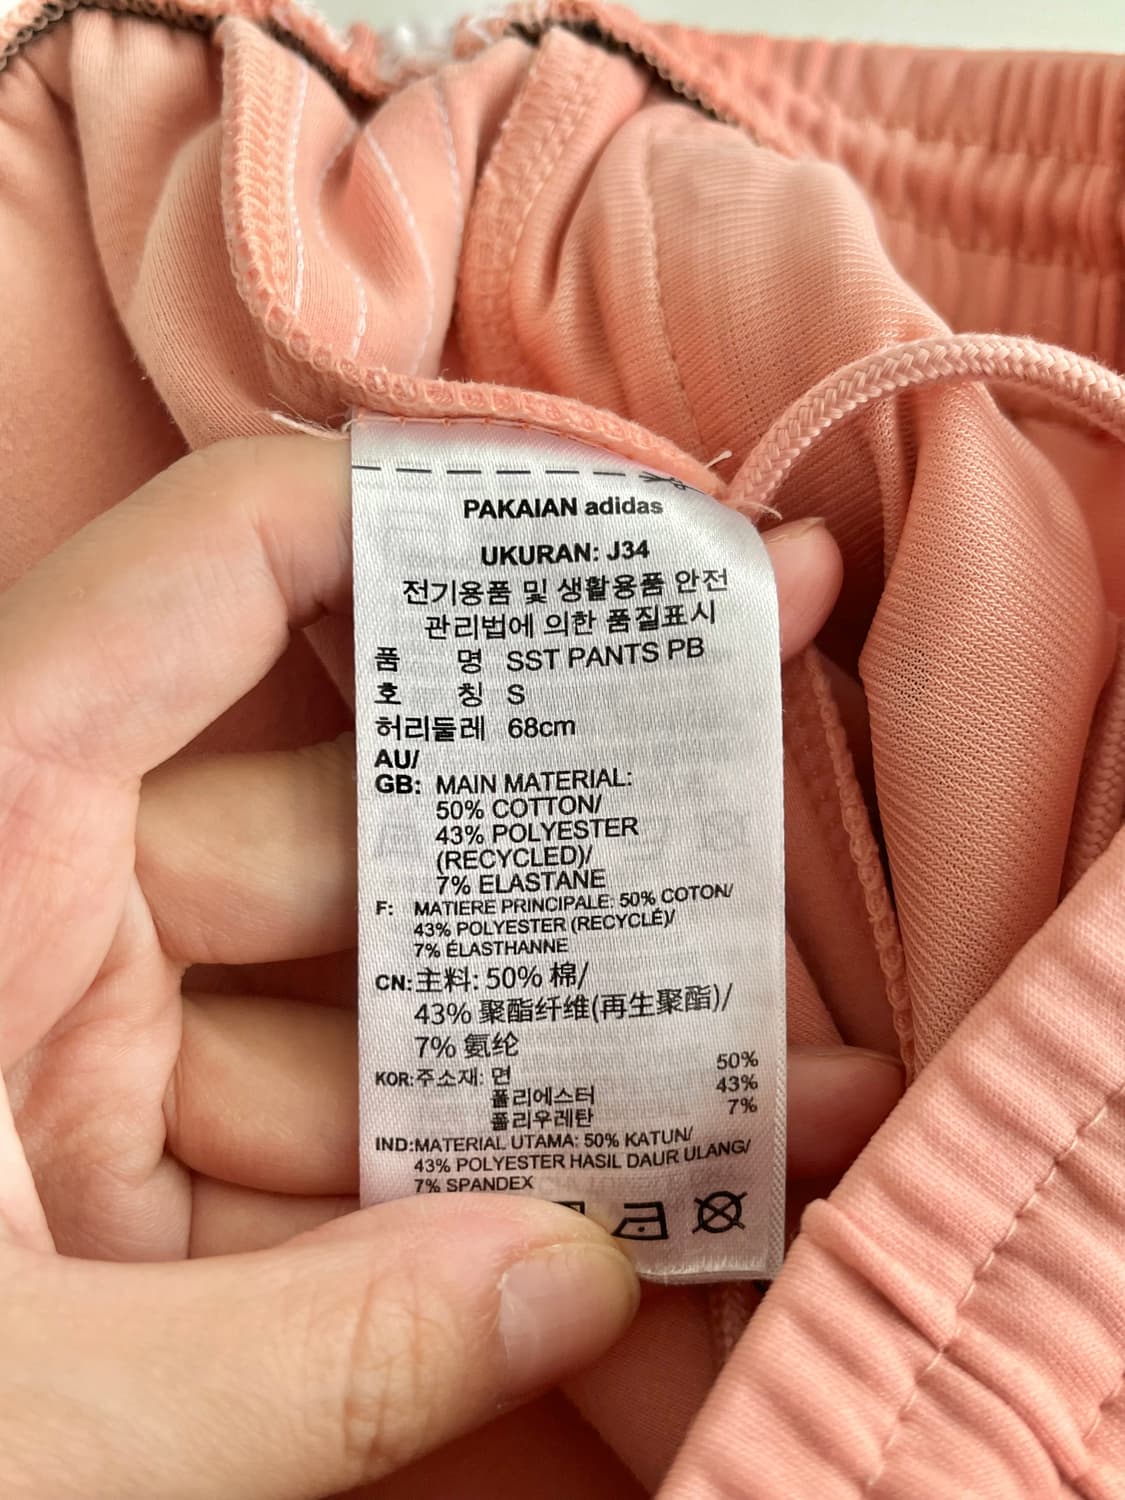 PAKAIAN adidas
UKURAN: J34
전기용품 및 생활용품 안전
관리법에 의한 품질표시
품 명 SST PANTS PB
호 칭 S
허리둘레 68cm
AU/
GB: MAIN MATERIAL:
50% COTTON/
43% POLYESTER
(RECYCLED)/
7% ELASTANE
F: MATIERE PRINCIPALE: 50% COTON/
43% POLYESTER (RECYCLÉ)/
7% ÉLASTHANNE
CN: 主料: 50% 棉/
43% 聚酯纤维(再生聚酯)/
7% 氨纶
KOR: 주소재: 면 50%
폴리에스터 43%
폴리우레탄 7%
IND: MATERIAL UTAMA: 50% KATUN/
43% POLYESTER HASIL DAUR ULANG/
7% SPANDEX